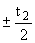 ± t₂/2